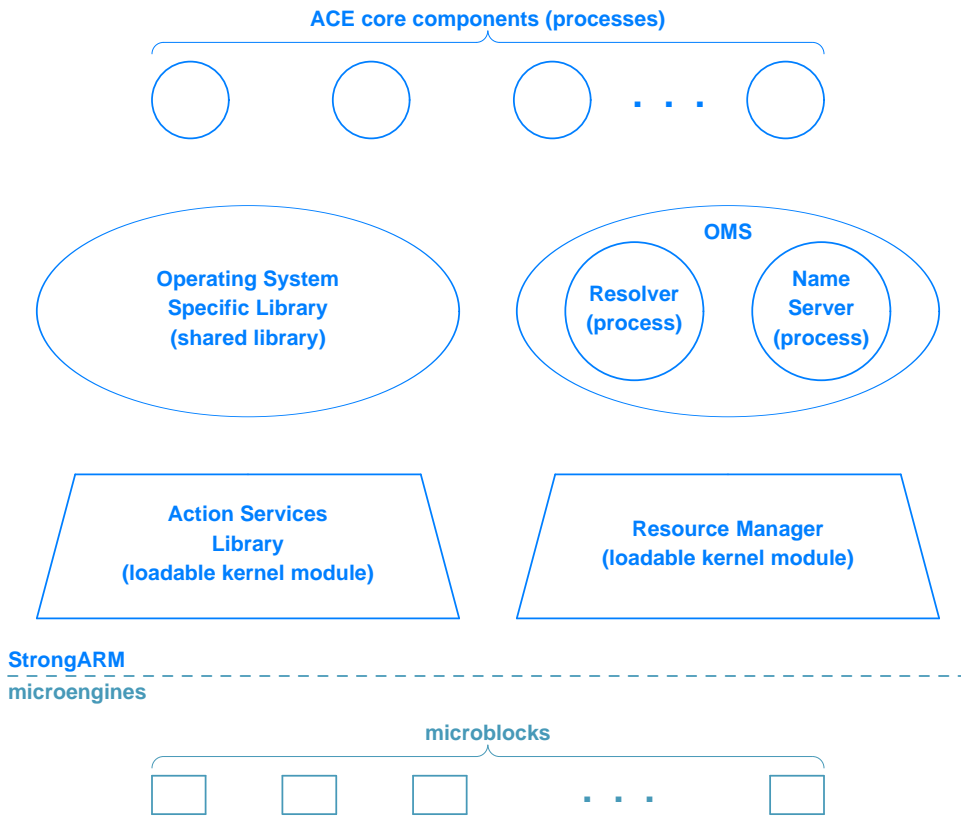 ACE core components (processes)
. . .
OMS
Operating System
Specific Library
(shared library)
Resolver
(process)
Name
Server
(process)
Action Services
Library
(loadable kernel module)
Resource Manager
(loadable kernel module)
StrongARM
microengines
microblocks
. . .